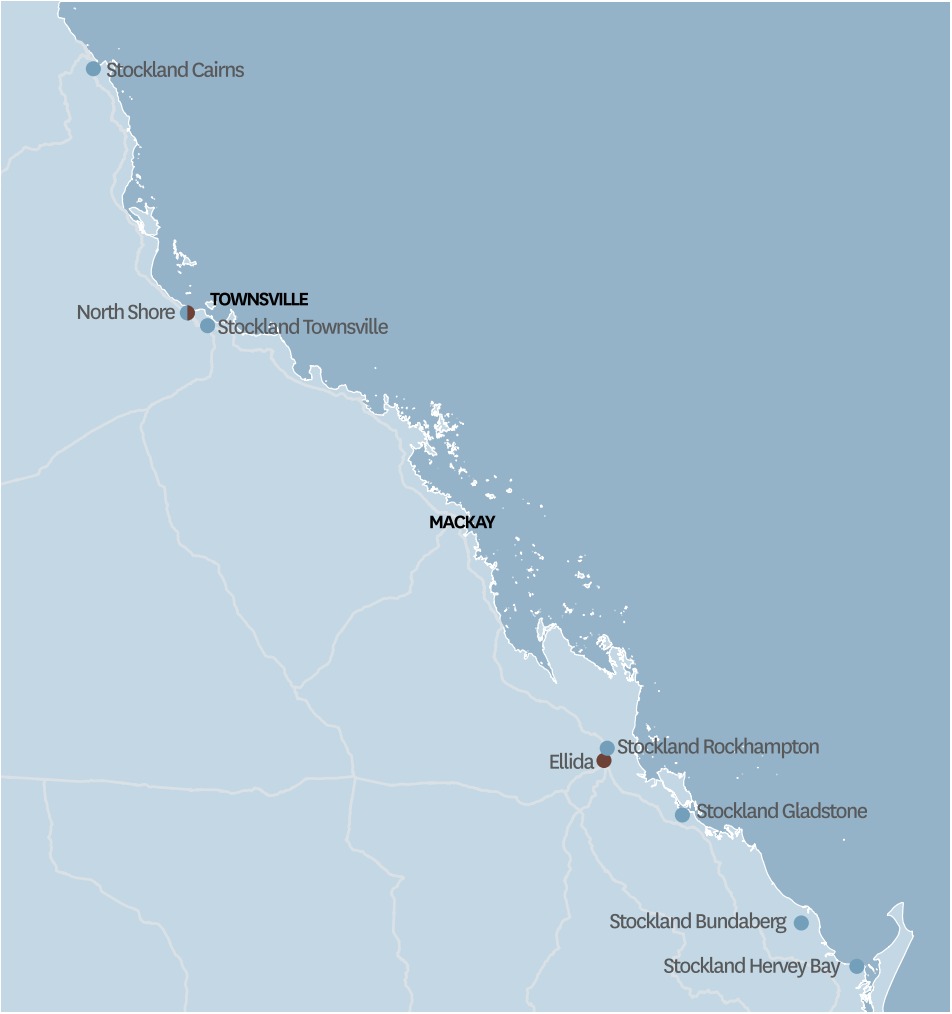 Stockland Cairns
TOWNSVILLE
North Shore
Stockland Townsville
MACKAY
Stockland Rockhampton
Ellida
Stockland Gladstone
Stockland Bundaberg
Stockland Hervey Bay